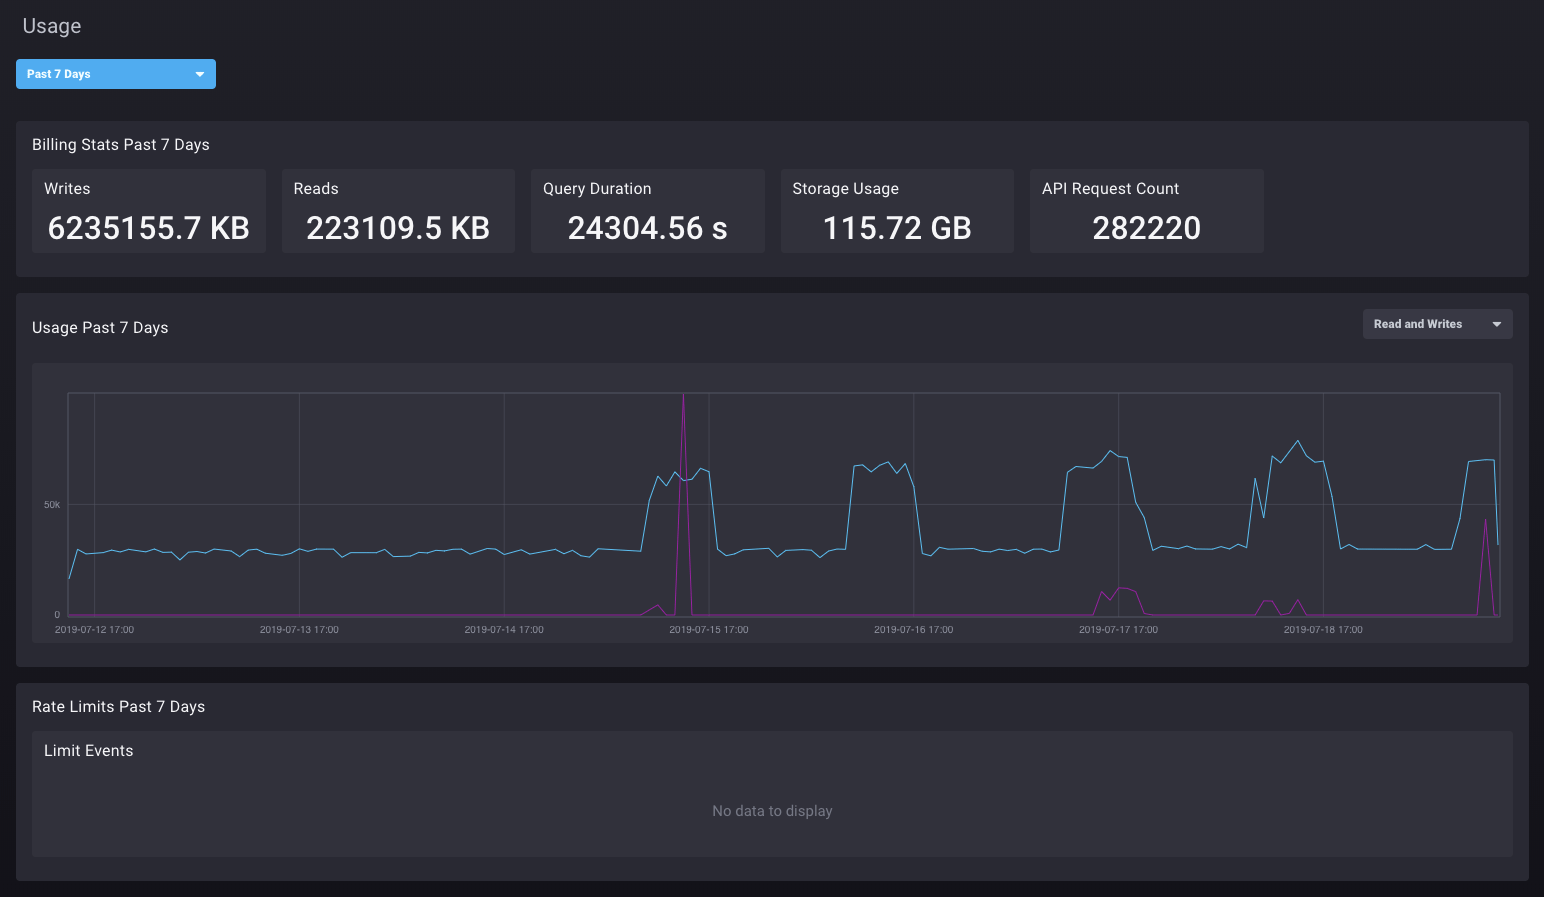 Usage
Past 7 Days
Billing Stats Past 7 Days
Writes
6235155.7 KB
Reads
223109.5 KB
Query Duration
24304.56 s
Storage Usage
115.72 GB
API Request Count
282220
Usage Past 7 Days
Read and Writes
50k
0
2019-07-12 17:00
2019-07-13 17:00
2019-07-14 17:00
2019-07-15 17:00
2019-07-16 17:00
2019-07-17 17:00
2019-07-18 17:00
Rate Limits Past 7 Days
Limit Events
No data to display